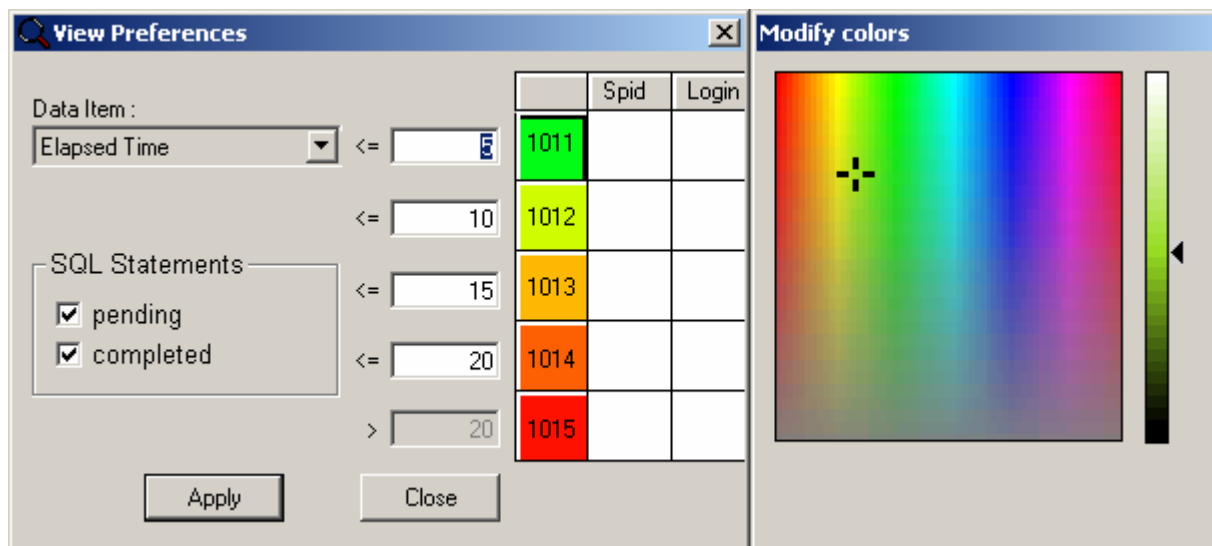 View Preferences
Modify colors
Spid Login
Data Item :
Elapsed Time <= 5 1011
<= 10 1012
SQL Statements
<= 15 1013
pending
completed <= 20 1014
> 20 1015
Apply Close